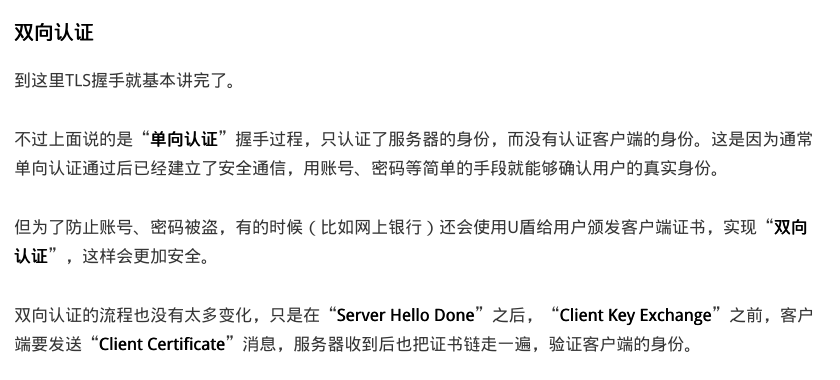 双向认证
到这里TLS握手就基本讲完了。
不过上面说的是“单向认证”握手过程，只认证了服务器的身份，而没有认证客户端的身份。这是因为通常
单向认证通过后已经建立了安全通信，用账号、密码等简单的手段就能够确认用户的真实身份。
但为了防止账号、密码被盗，有的时候（比如网上银行）还会使用U盾给用户颁发客户端证书，实现“双向
认证”，这样会更加安全。
双向认证的流程也没有太多变化，只是在“Server Hello Done”之后，“Client Key Exchange”之前，客户
端要发送“Client Certificate”消息，服务器收到后也把证书链走一遍，验证客户端的身份。